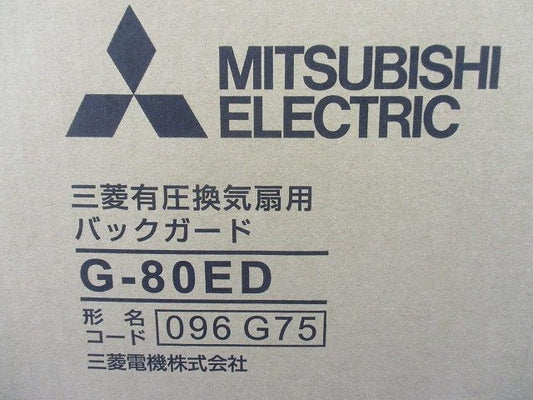 MITSUBISHI
ELECTRIC
三菱有圧換気扇用
バックガード
G-80ED
形名
コード
096 G75
三菱電機株式会社